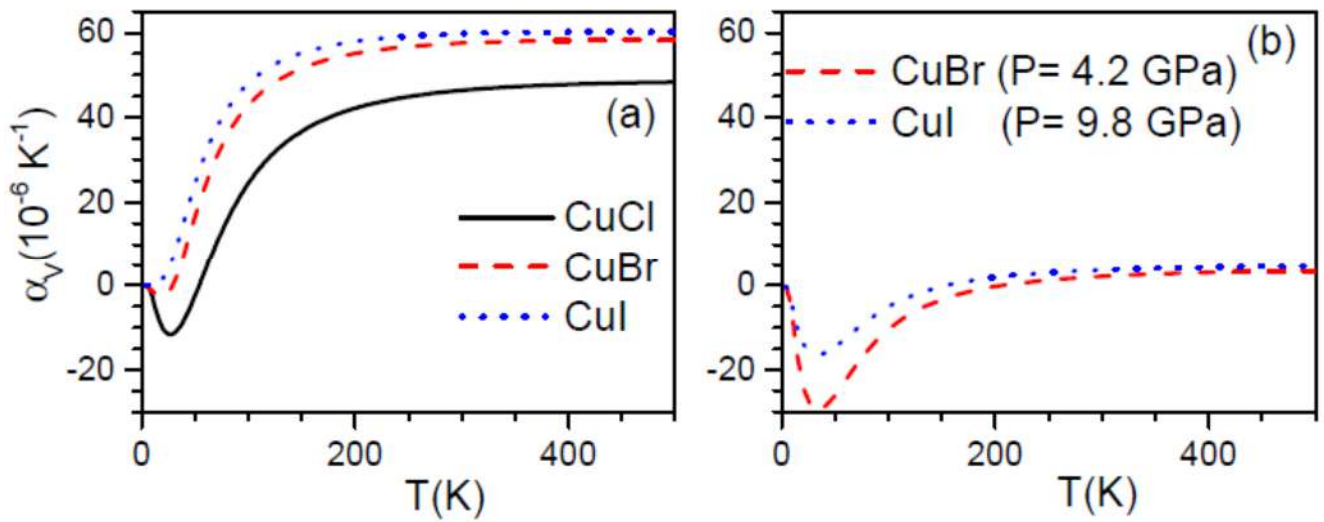 60
40
20
0
-20
αV(10-6 K-1)
(a)
CuCl
CuBr
CuI
0 200 400
T(K)
60
40
20
0
-20
(b)
CuBr (P= 4.2 GPa)
CuI (P= 9.8 GPa)
0 200 400
T(K)